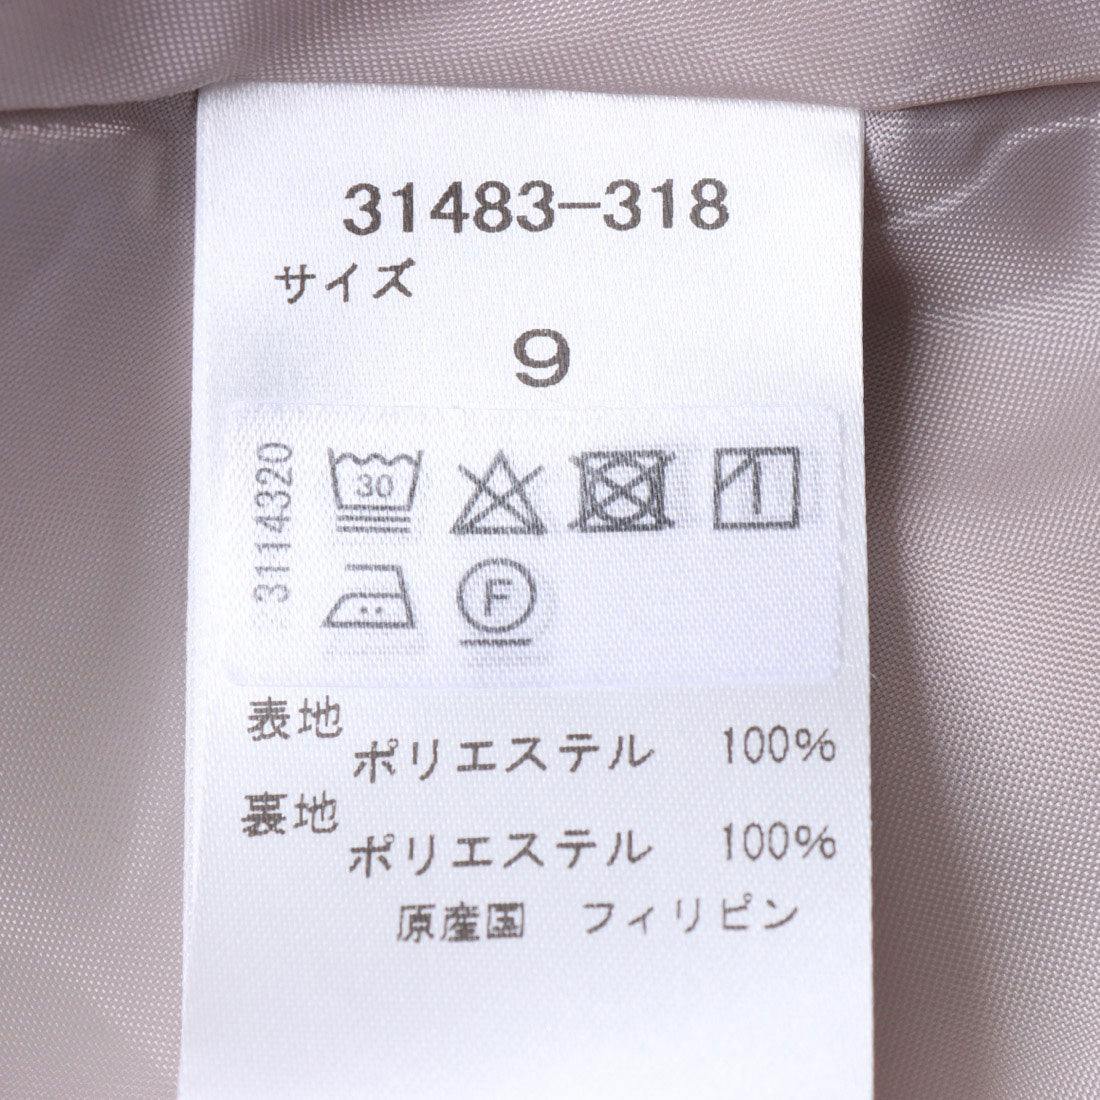 31483-318
サイズ
9
3114320
30
F
表地
ポリエステル 100%
裏地
ポリエステル 100%
原産国 フィリピン